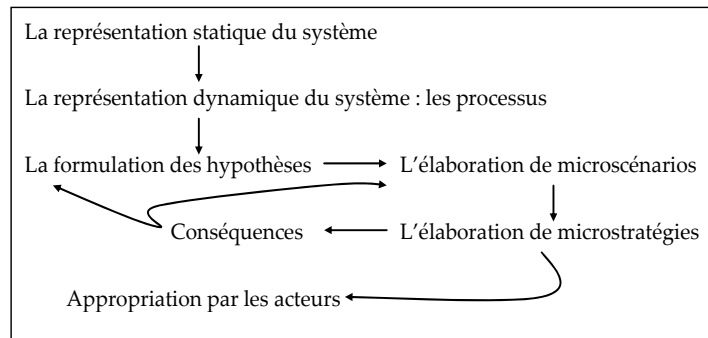 La représentation statique du système
La représentation dynamique du système : les processus
La formulation des hypothèses
L’élaboration de microscénarios
Conséquences
L’élaboration de microstratégies
Appropriation par les acteurs